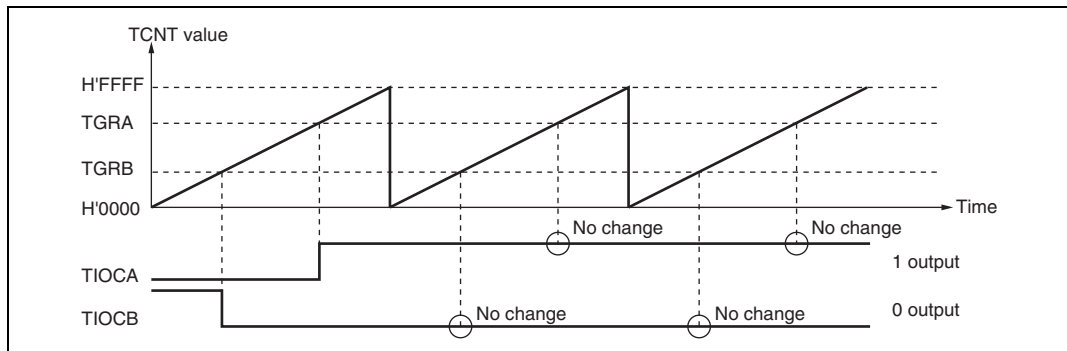 TCNT value
H'FFFF
TGRA
TGRB
H'0000
Time
No change
No change
TIOCA
1 output
TIOCB
No change
No change
0 output